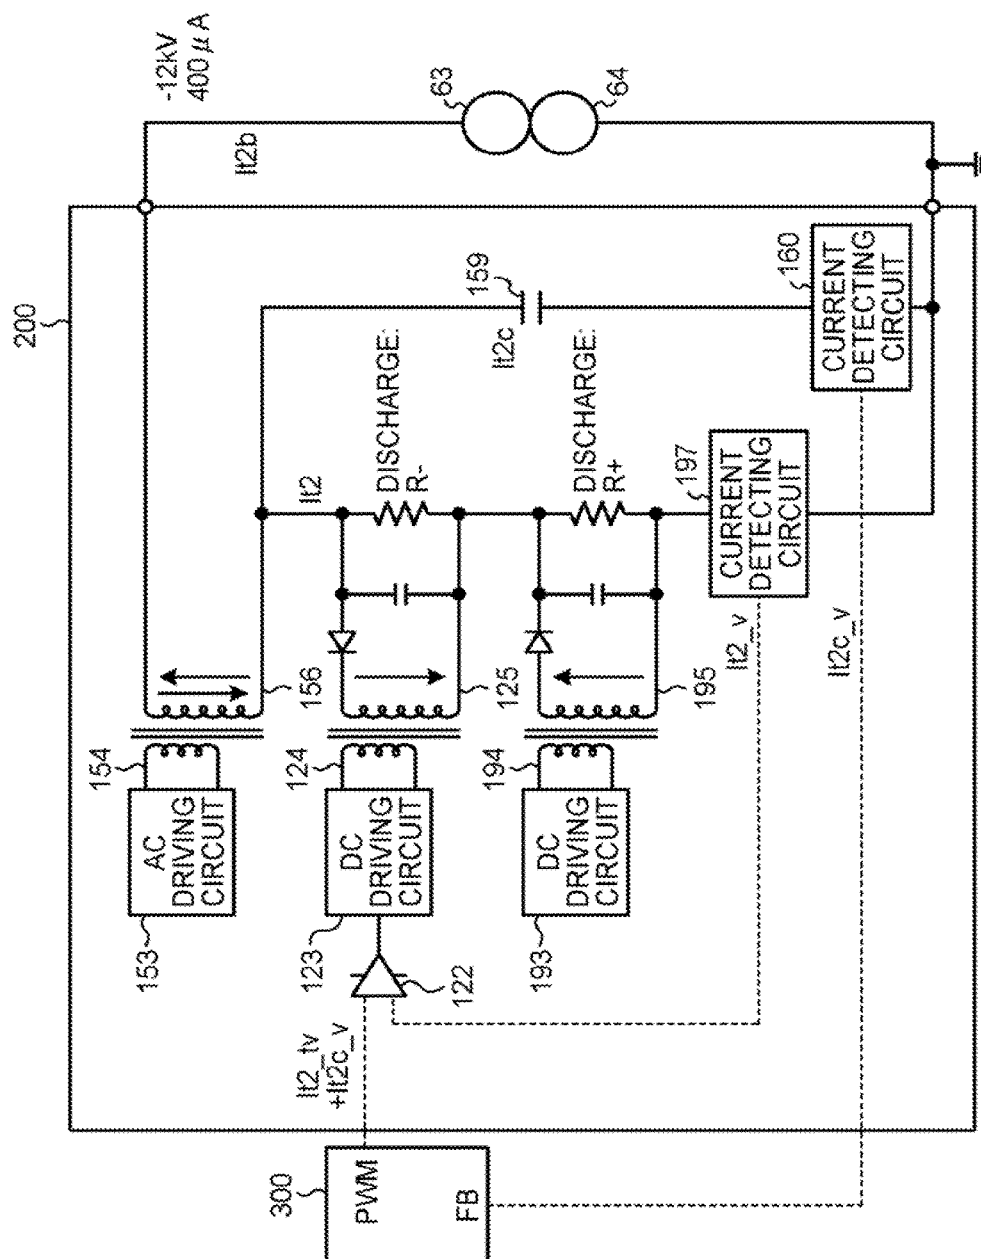 -12kV
400μA
200
It2b
63
64
154
AC
DRIVING
CIRCUIT
153
156
It2
It2c
159
DISCHARGE:
R-
124
DC
DRIVING
CIRCUIT
123
122
125
DISCHARGE:
R+
194
DC
DRIVING
CIRCUIT
193
195
197
CURRENT
DETECTING
CIRCUIT
160
CURRENT
DETECTING
CIRCUIT
It2_v
It2c_v
It2_tv
+It2c_v
300
PWM
FB